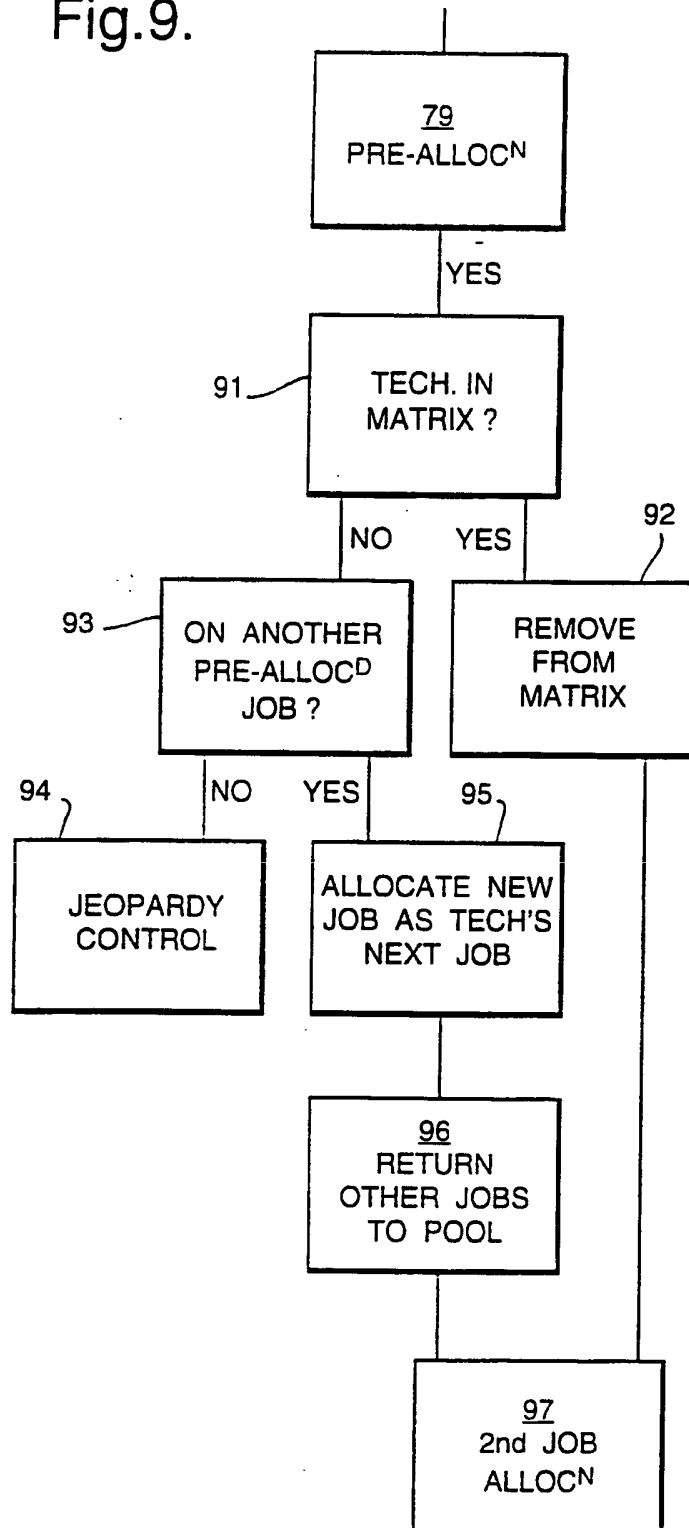 Fig.9.
79
PRE-ALLOCN
YES
91
TECH. IN
MATRIX ?
NO
YES
92
93
ON ANOTHER
PRE-ALLOCD
JOB ?
REMOVE
FROM
MATRIX
94
NO
YES
95
JEOPARDY
CONTROL
ALLOCATE NEW
JOB AS TECH'S
NEXT JOB
96
RETURN
OTHER JOBS
TO POOL
97
2nd JOB
ALLOCN